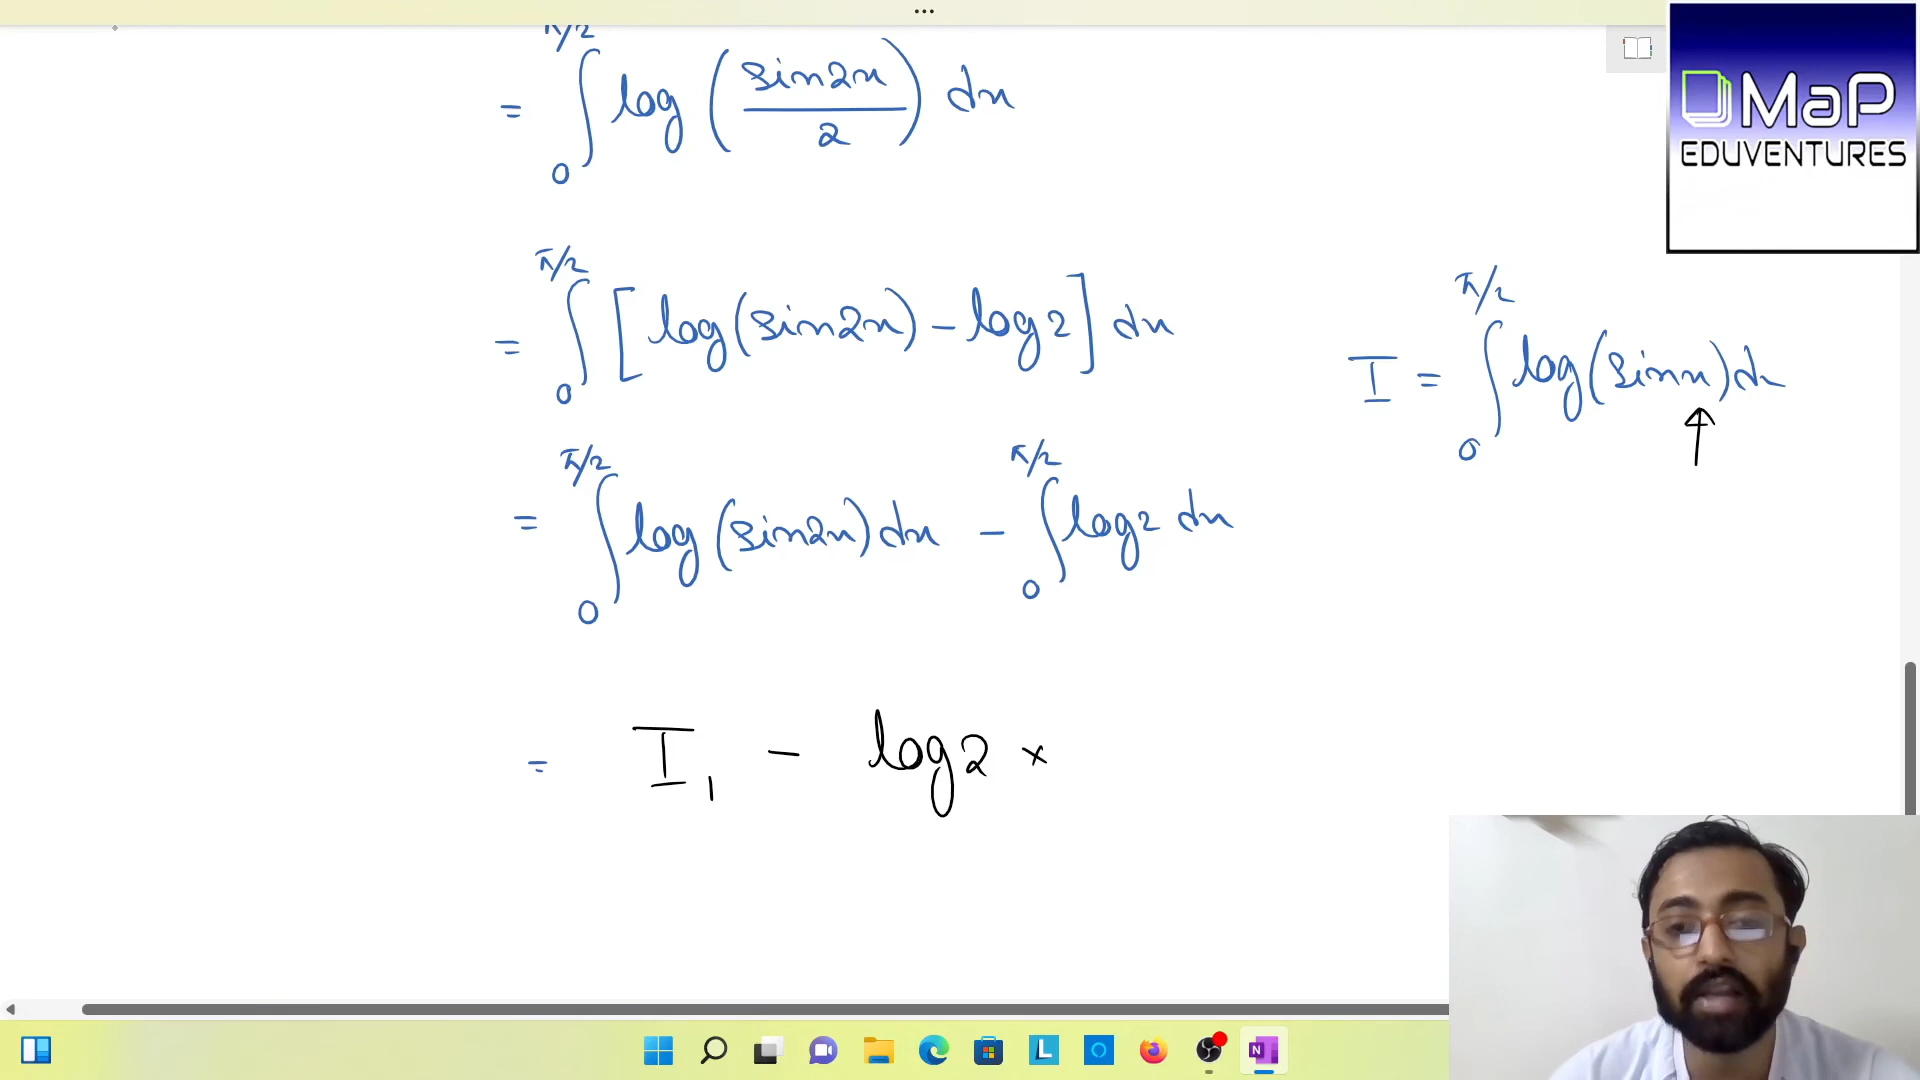 ...
MaP
EDUVENTURES
π/2
= ∫ log (sin2x / 2) dx
0
π/2
= ∫ [log(sin2x) - log2] dx
0
π/2
I = ∫ log(sinx)dx
0
↑
π/2 π/2
= ∫ log(sin2x)dx - ∫ log2 dx
0 0
= I₁ - log2 ×
L
N